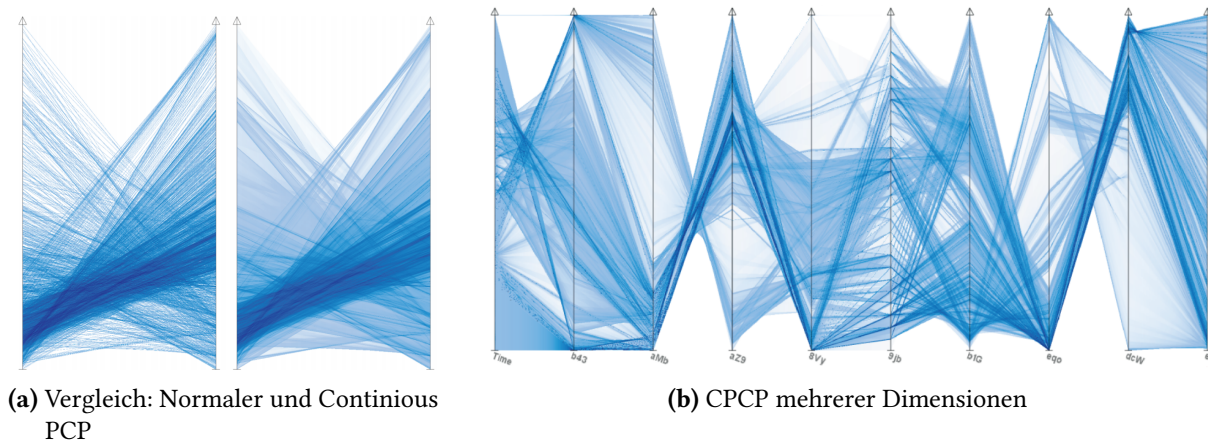 Time b43 aMb aZ9 8Vy 9Jb b1G eqo dcW
(a) Vergleich: Normaler und Continious
PCP
(b) CPCP mehrerer Dimensionen